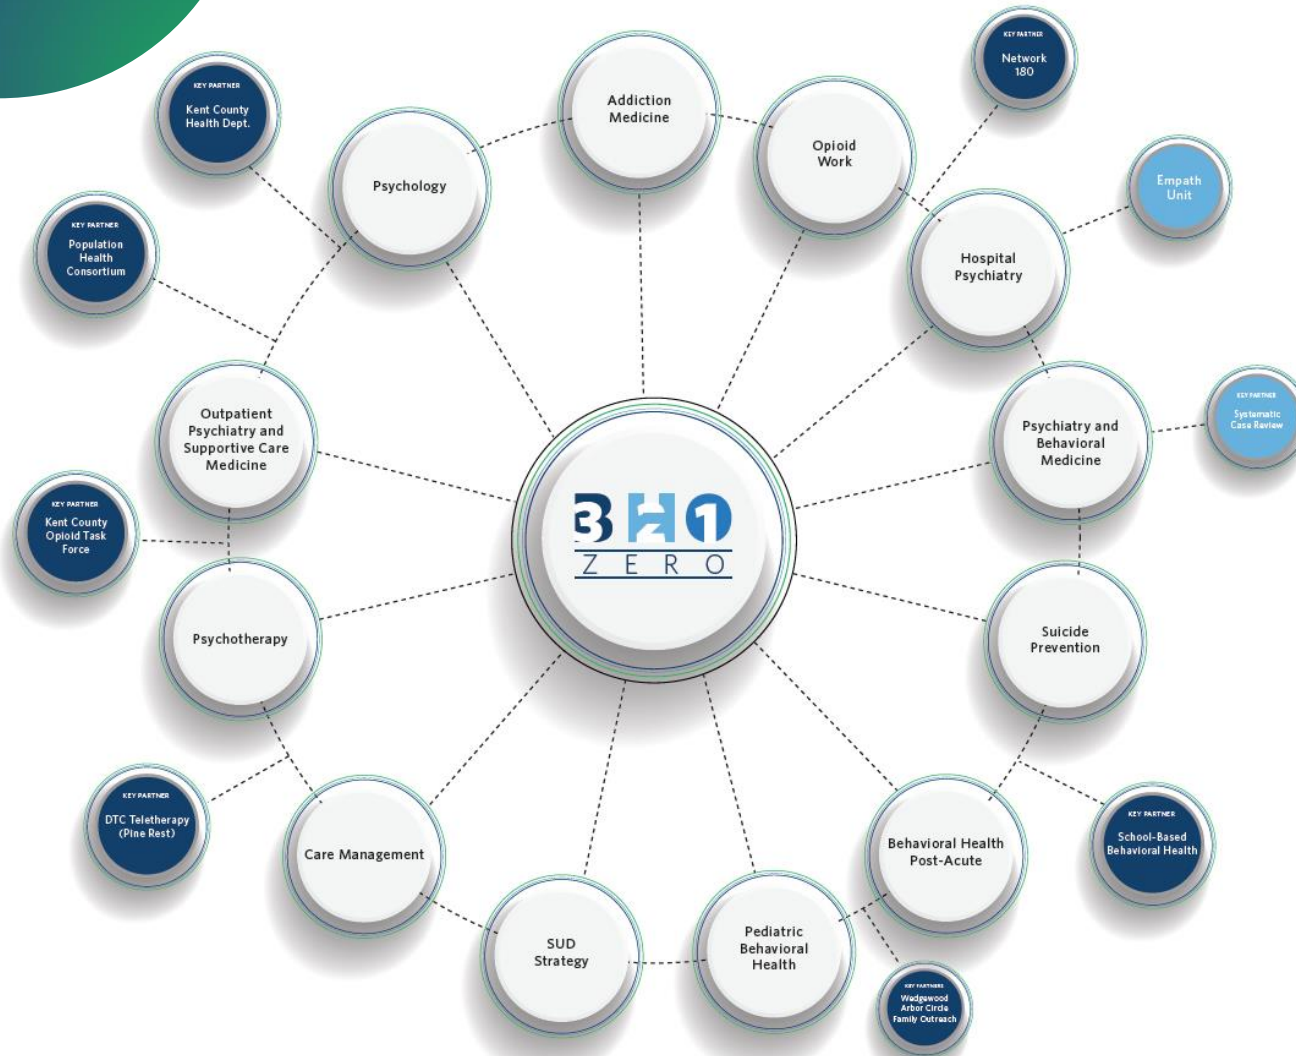 KEY PARTNER
Network
180
KEY PARTNER
Kent County
Health Dept.
Addiction
Medicine
Opioid
Work
Psychology
Empath
Unit
KEY PARTNER
Population
Health
Consortium
Hospital
Psychiatry
Outpatient
Psychiatry and
Supportive Care
Medicine
Psychiatry and
Behavioral
Medicine
KEY PARTNER
Systematic
Case Review
KEY PARTNER
Kent County
Opioid Task
Force
3 2 1
ZERO
Psychotherapy
Suicide
Prevention
KEY PARTNER
DTC Teletherapy
(Pine Rest)
Care Management
Behavioral Health
Post-Acute
KEY PARTNER
School-Based
Behavioral Health
SUD
Strategy
Pediatric
Behavioral
Health
KEY PARTNERS
Wedgewood
Arbor Circle
Family Outreach